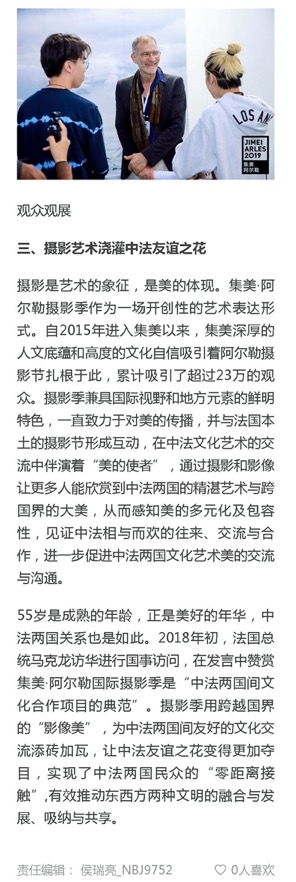 LOS AN
JIMEI
ARLES
2019
集美
阿尔勒
观众观展
三、摄影艺术浇灌中法友谊之花
摄影是艺术的象征，是美的体现。集美·阿
尔勒摄影季作为一场开创性的艺术表达形
式。自2015年进入集美以来，集美深厚的
人文底蕴和高度的文化自信吸引着阿尔勒摄
影节扎根于此，累计吸引了超过23万的观
众。摄影季兼具国际视野和地方元素的鲜明
特色，一直致力于对美的传播，并与法国本
土的摄影节形成互动，在中法文化艺术的交
流中伴演着“美的使者”，通过摄影和影像
让更多人能欣赏到中法两国的精湛艺术与跨
国界的大美，从而感知美的多元化及包容
性，见证中法相与而欢的往来、交流与合
作，进一步促进中法两国文化艺术美的交流
与沟通。
55岁是成熟的年龄，正是美好的年华，中
法两国关系也是如此。2018年初，法国总
统马克龙访华进行国事访问，在发言中赞赏
集美·阿尔勒国际摄影季是“中法两国间文
化合作项目的典范”。摄影季用跨越国界
的“影像美”，为中法两国间友好的文化交
流添砖加瓦，让中法友谊之花变得更加夺
目，实现了中法两国民众的“零距离接
触”,有效推动东西方两种文明的融合与发
展、吸纳与共享。
责任编辑： 侯瑞亮_NBJ9752
0人喜欢